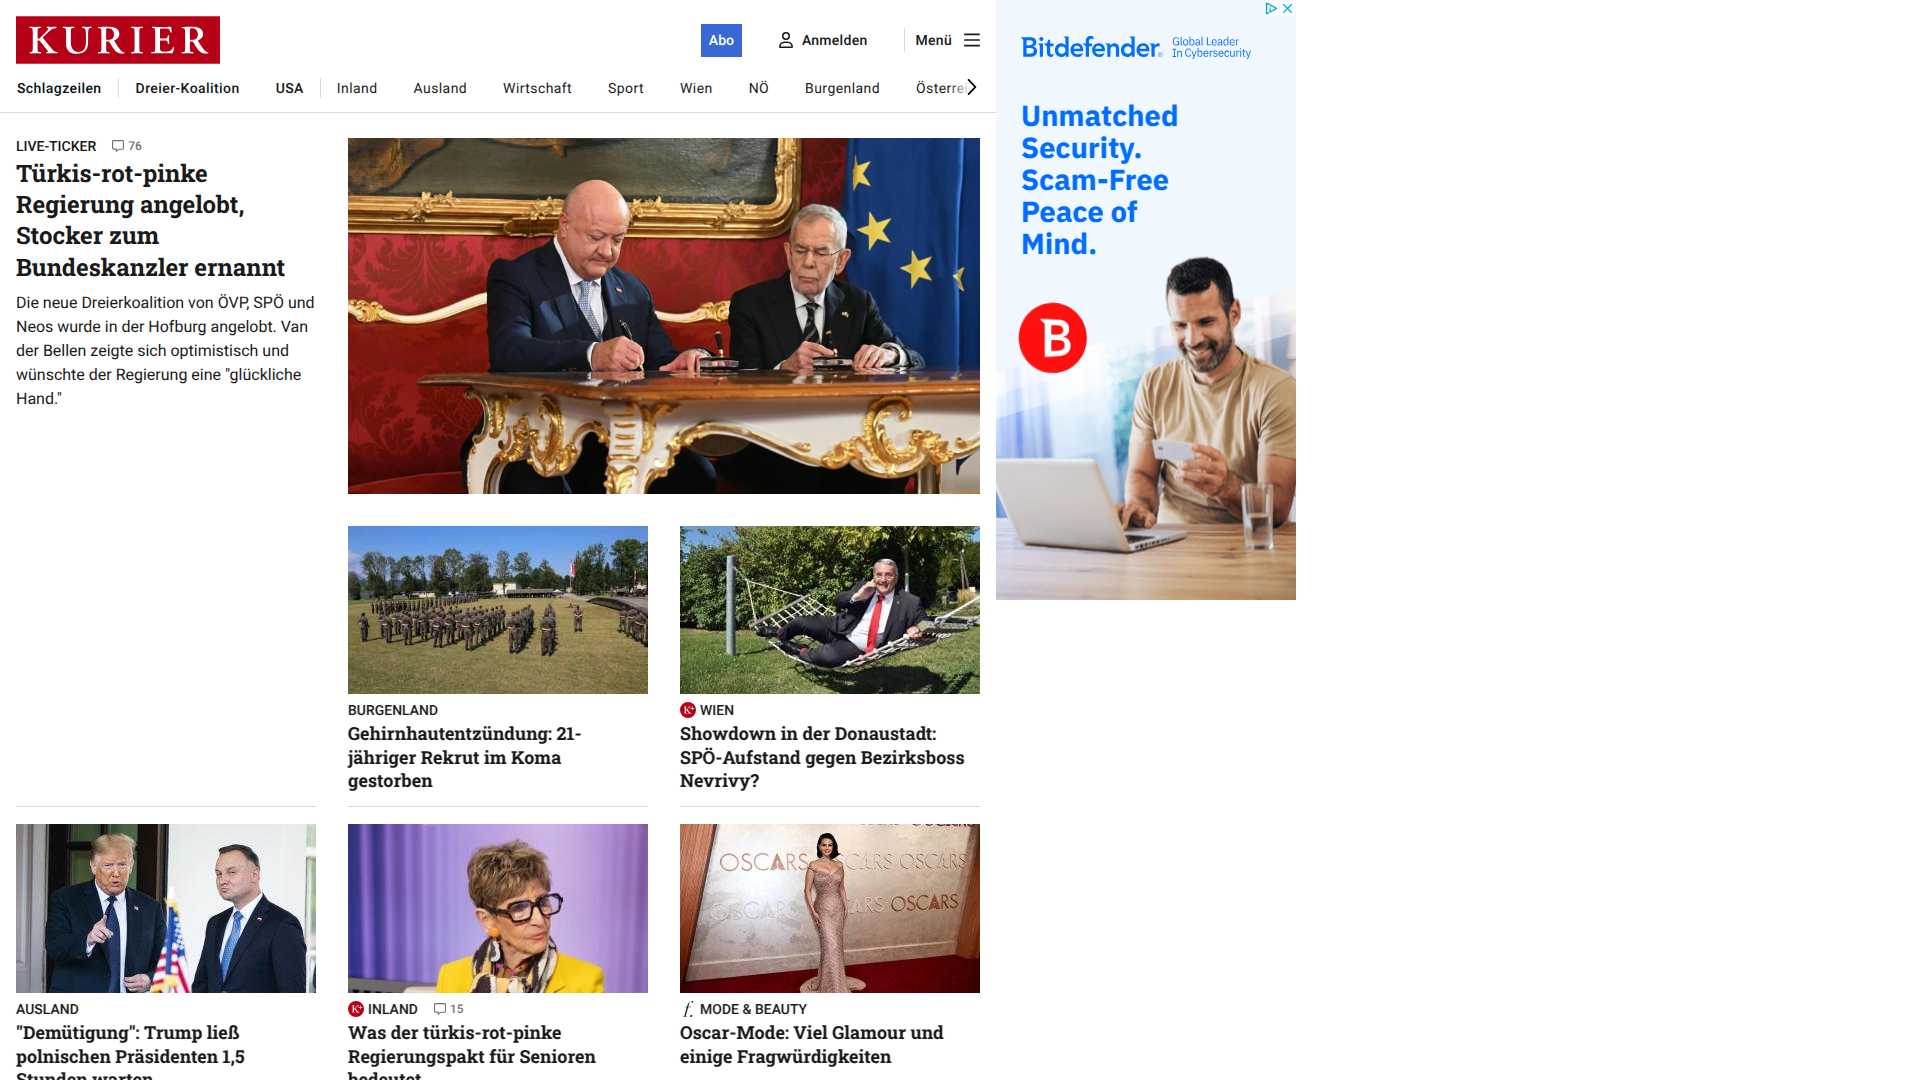 KURIER
Abo
Anmelden
Menü
Schlagzeilen
Dreier-Koalition
USA
Inland
Ausland
Wirtschaft
Sport
Wien
NÖ
Burgenland
Österre
LIVE-TICKER 76
Türkis-rot-pinke
Regierung angelobt,
Stocker zum
Bundeskanzler ernannt
Die neue Dreierkoalition von ÖVP, SPÖ und
Neos wurde in der Hofburg angelobt. Van
der Bellen zeigte sich optimistisch und
wünschte der Regierung eine "glückliche
Hand."
BURGENLAND
Gehirnhautentzündung: 21-
jähriger Rekrut im Koma
gestorben
K+ WIEN
Showdown in der Donaustadt:
SPÖ-Aufstand gegen Bezirksboss
Nevrivy?
AUSLAND
"Demütigung": Trump ließ
polnischen Präsidenten 1,5
Stunden warten
K+ INLAND 15
Was der türkis-rot-pinke
Regierungspakt für Senioren
bedeutet
OSCARS
OSCARS
OSCARS
f. MODE & BEAUTY
Oscar-Mode: Viel Glamour und
einige Fragwürdigkeiten
Bitdefender
Global Leader
In Cybersecurity
Unmatched
Security.
Scam-Free
Peace of
Mind.
B